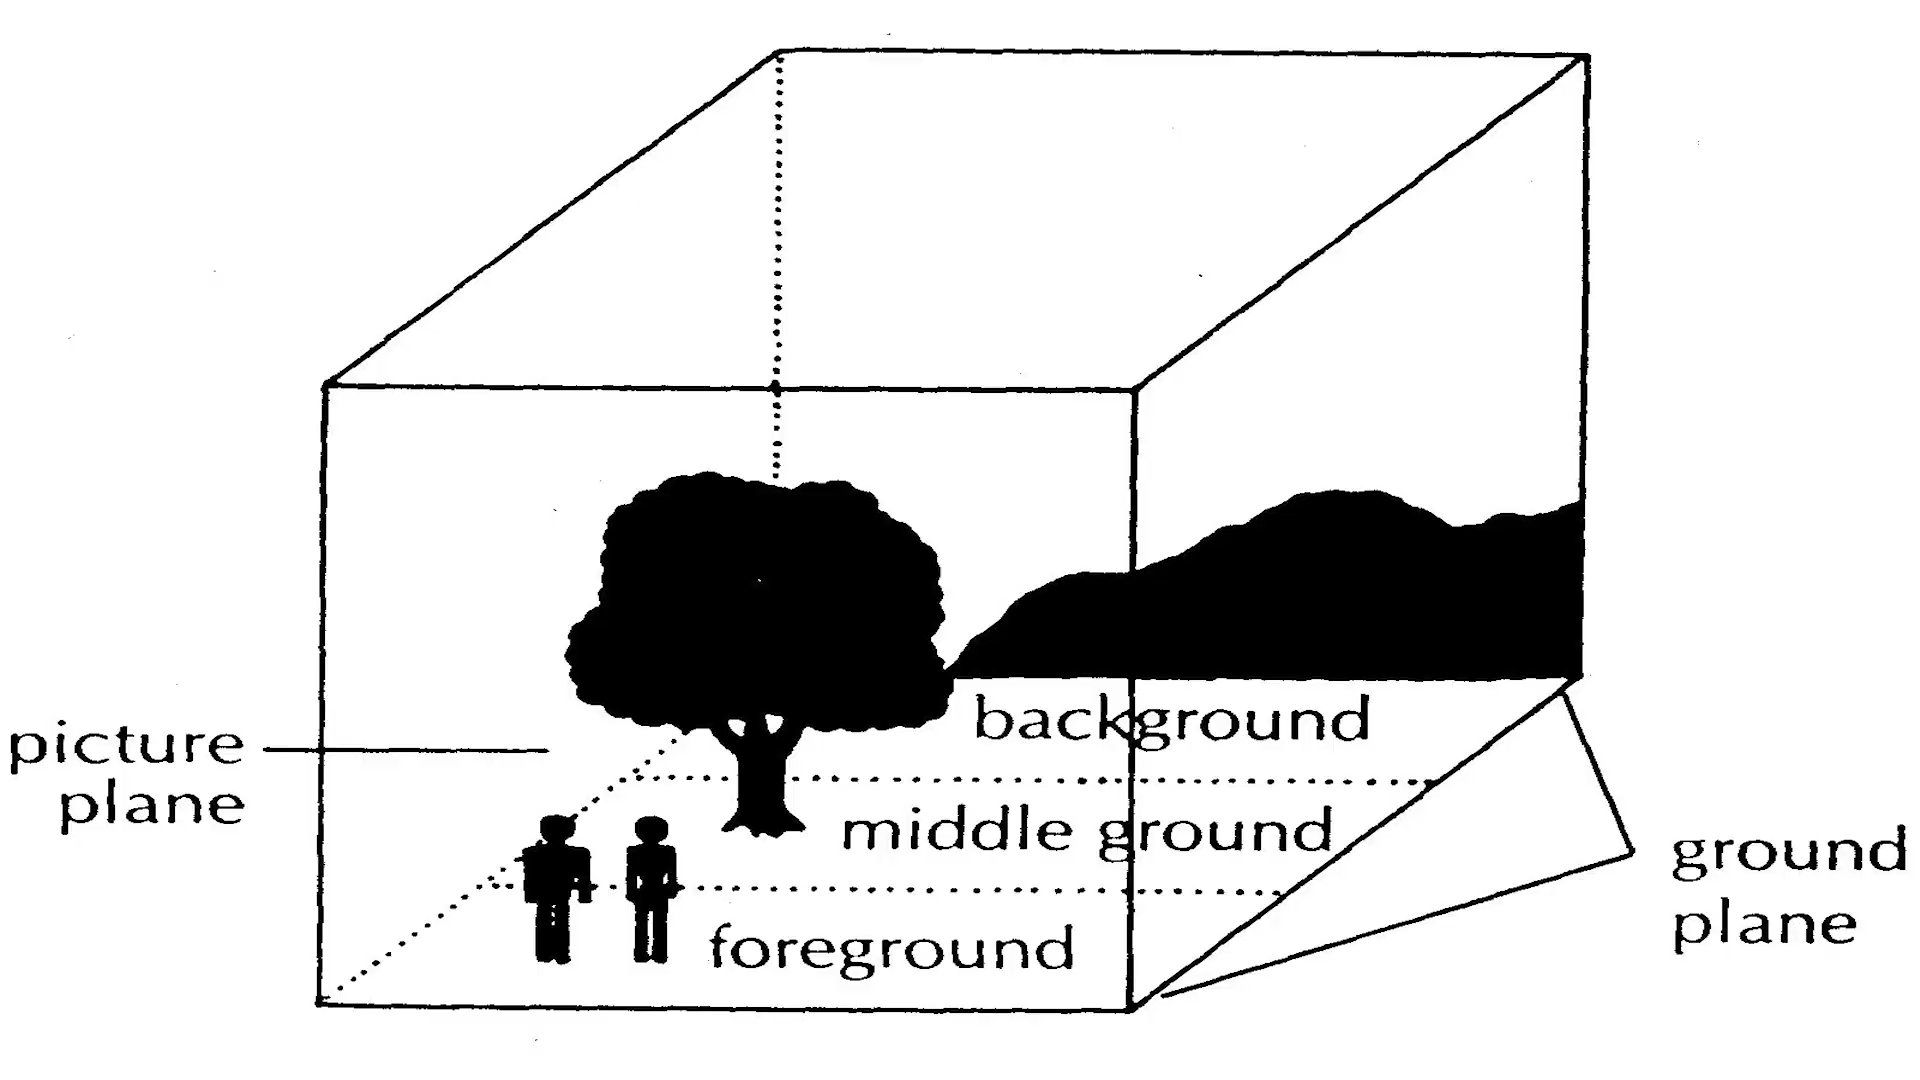 background
picture
plane
middle ground
ground
plane
foreground